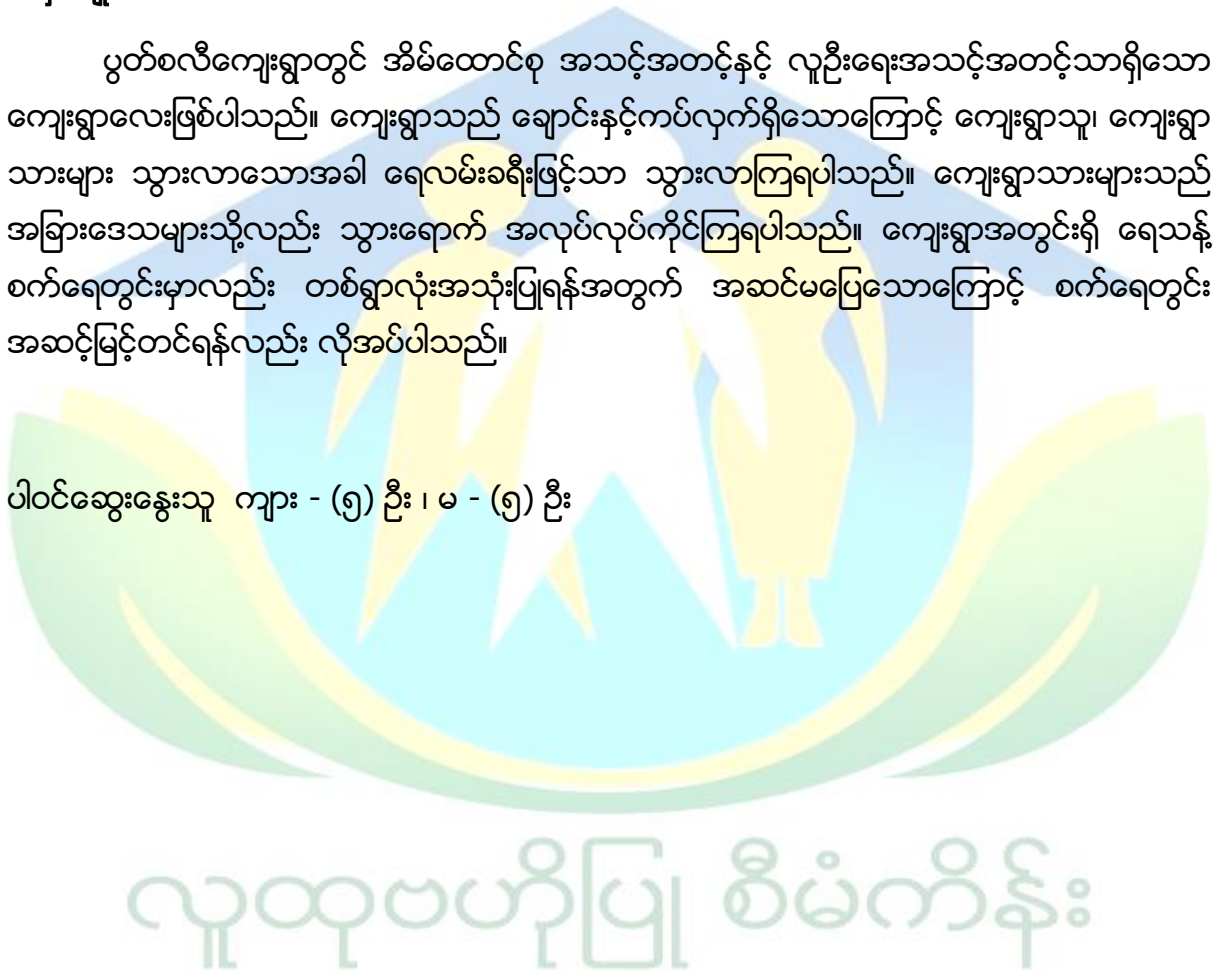 ပွတ်စလီကျေးရွာတွင် အိမ်ထောင်စု အသင့်အတင့်နှင့် လူဦးရေးအသင့်အတင့်သာရှိသော
ကျေးရွာလေးဖြစ်ပါသည်။ ကျေးရွာသည် ချောင်းနှင့်ကပ်လှက်ရှိသောကြောင့် ကျေးရွာသူ၊ ကျေးရွာ
သားများ သွားလာသောအခါ ရေလမ်းခရီးဖြင့်သာ သွားလာကြရပါသည်။ ကျေးရွာသားများသည်
အခြားဒေသများသို့လည်း သွားရောက် အလုပ်လုပ်ကိုင်ကြရပါသည်။ ကျေးရွာအတွင်းရှိ ရေသန့်
စက်ရေတွင်းမှာလည်း တစ်ရွာလုံးအသုံးပြုရန်အတွက် အဆင်မပြေသောကြောင့် စက်ရေတွင်း
အဆင့်မြင့်တင်ရန်လည်း လိုအပ်ပါသည်။
ပါဝင်ဆွေးနွေးသူ ကျား - (၅) ဦး ၊ မ - (၅) ဦး
လူထုဗဟိုပြု စီမံကိန်း